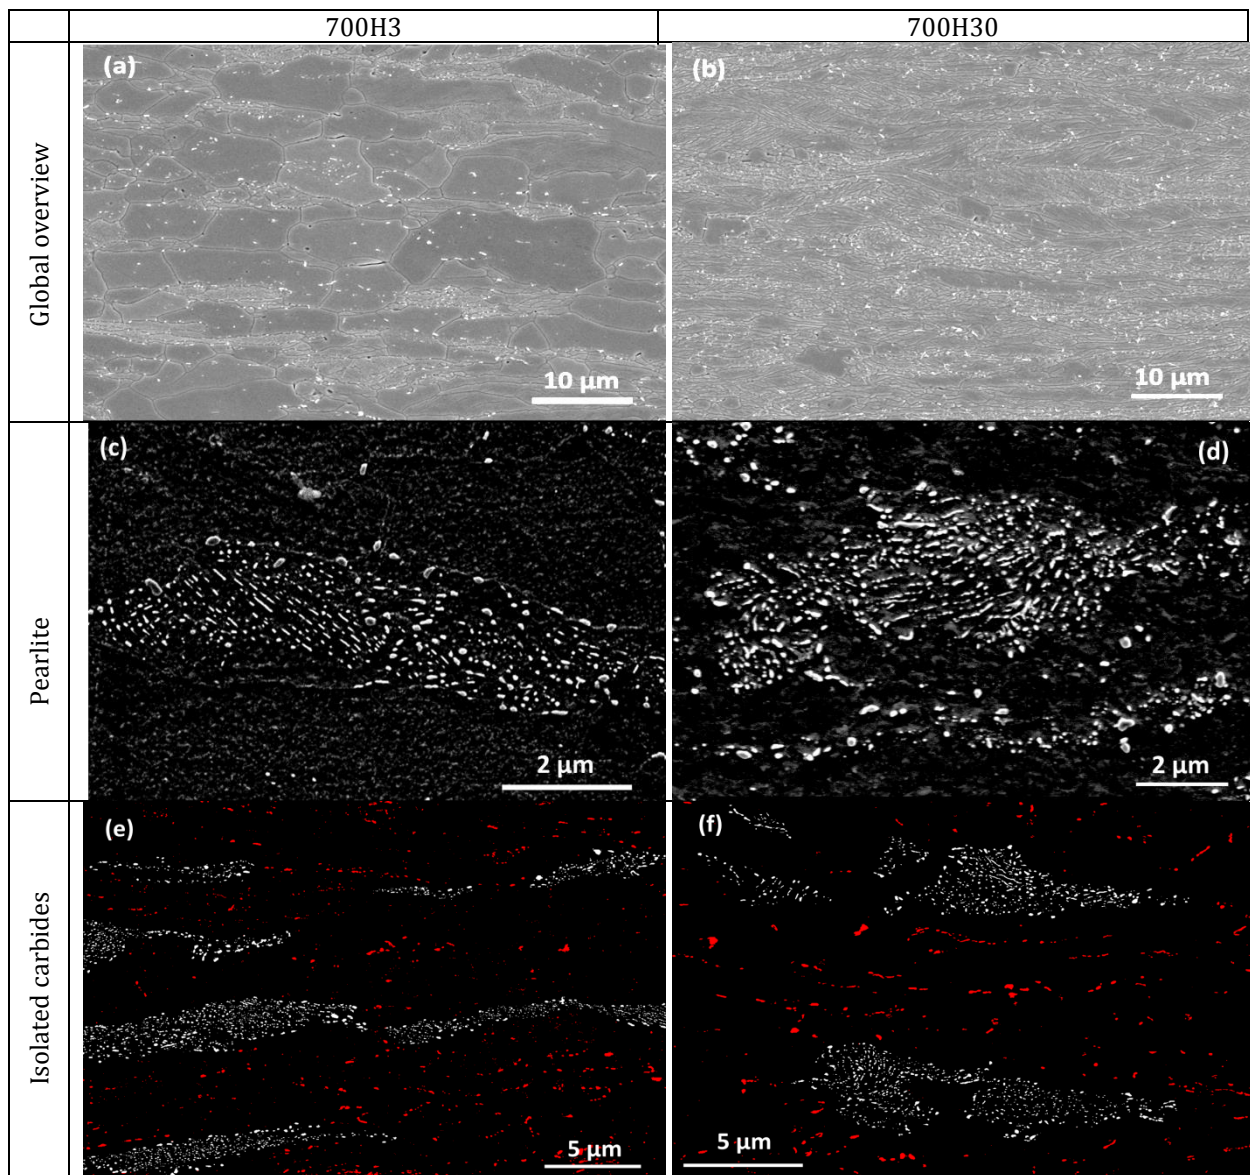 700H3
700H30
Global overview
(a)
10 µm
(b)
10 µm
Pearlite
(c)
2 µm
(d)
2 µm
Isolated carbides
(e)
5 µm
(f)
5 µm